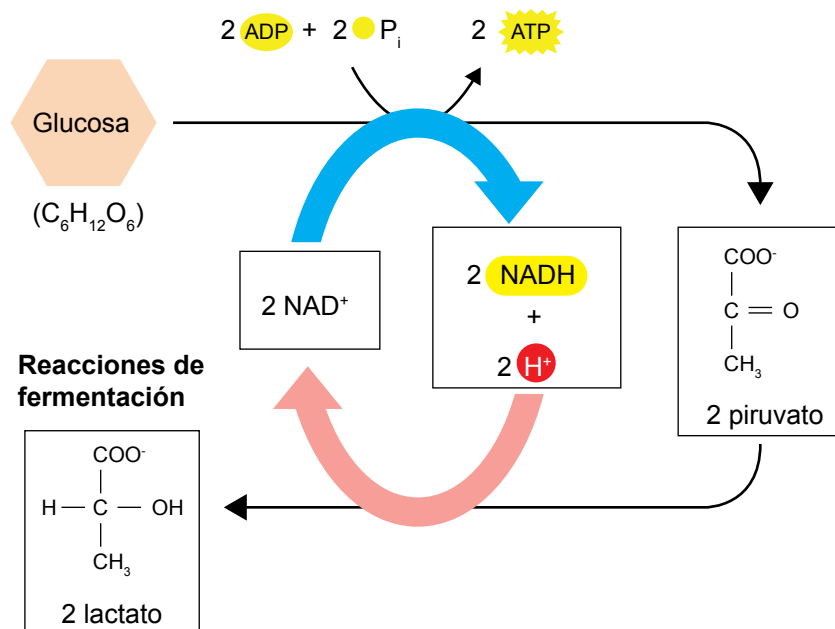 2 ADP + 2 Pᵢ
2 ATP
Glucosa
(C₆H₁₂O₆)
2 NAD⁺
2 NADH
+
2 H⁺
COO⁻
C = O
CH₃
2 piruvato
Reacciones de
fermentación
COO⁻
H — C — OH
CH₃
2 lactato